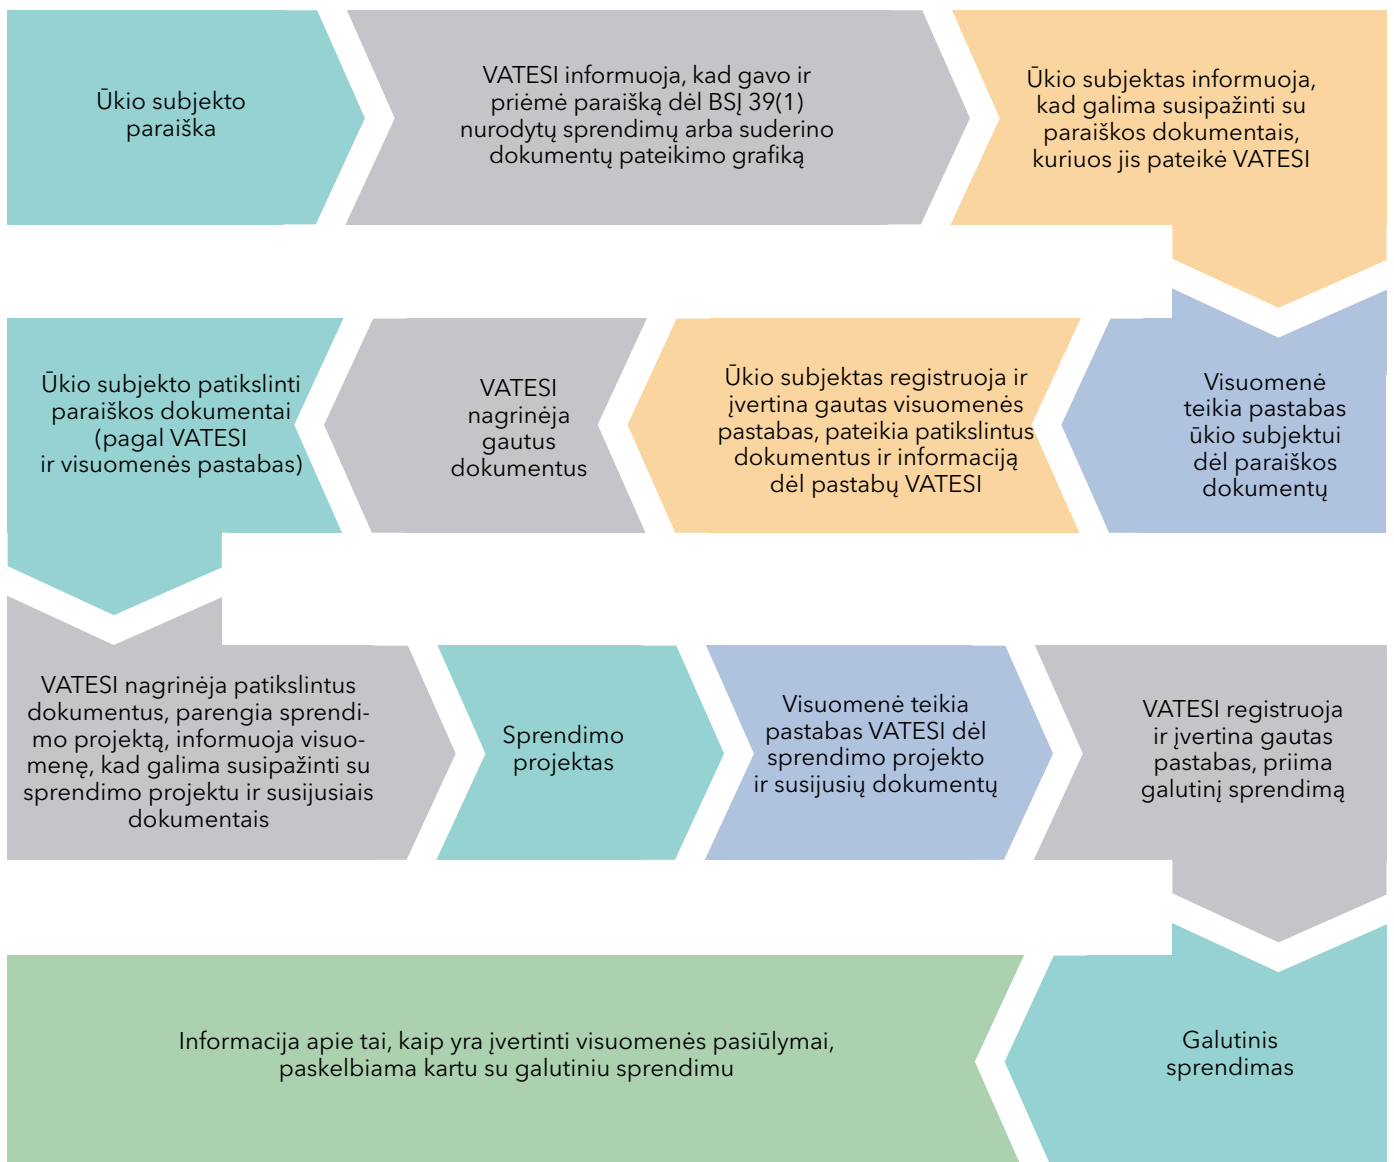 Ūkio subjekto
paraiška
VATESI informuoja, kad gavo ir
priėmė paraišką dėl BSĮ 39(1)
nurodytų sprendimų arba suderino
dokumentų pateikimo grafiką
Ūkio subjektas informuoja,
kad galima susipažinti su
paraiškos dokumentais,
kuriuos jis pateikė VATESI
Visuomenė
teikia pastabas
ūkio subjektui
dėl paraiškos
dokumentų
Ūkio subjektas registruoja ir
įvertina gautas visuomenės
pastabas, pateikia patikslintus
dokumentus ir informaciją
dėl pastabų VATESI
VATESI
nagrinėja
gautus
dokumentus
Ūkio subjekto patikslinti
paraiškos dokumentai
(pagal VATESI
ir visuomenės pastabas)
VATESI nagrinėja patikslintus
dokumentus, parengia sprendi-
mo projektą, informuoja visuo-
menę, kad galima susipažinti su
sprendimo projektu ir susijusiais
dokumentais
Sprendimo
projektas
Visuomenė teikia
pastabas VATESI dėl
sprendimo projekto
ir susijusių dokumentų
VATESI registruoja
ir įvertina gautas
pastabas, priima
galutinį sprendimą
Galutinis
sprendimas
Informacija apie tai, kaip yra įvertinti visuomenės pasiūlymai,
paskelbiama kartu su galutiniu sprendimu